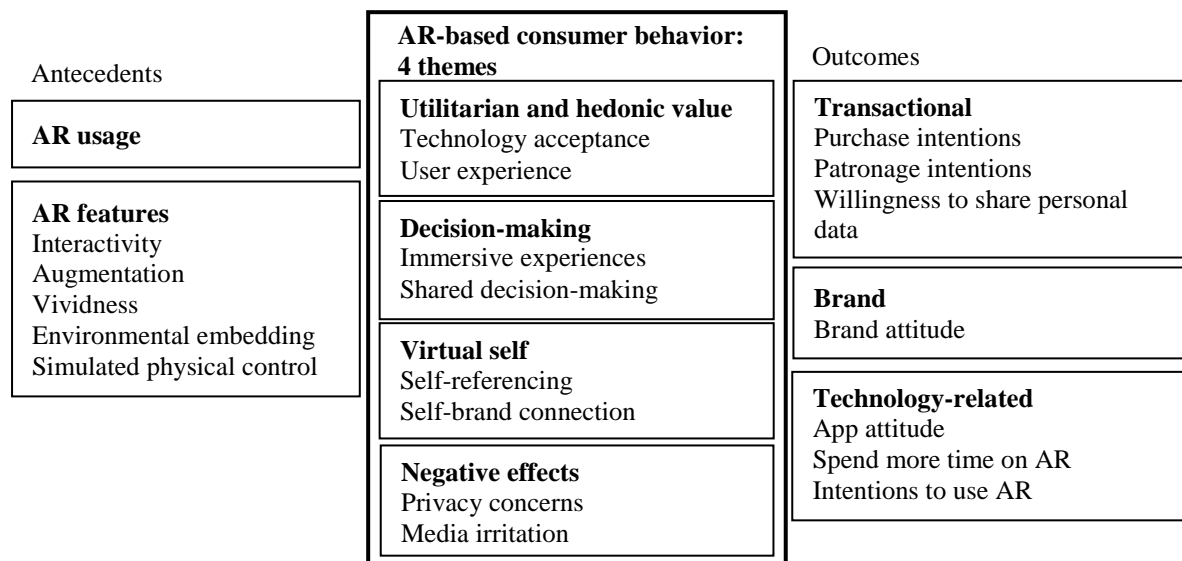 Antecedents
AR usage
AR features
Interactivity
Augmentation
Vividness
Environmental embedding
Simulated physical control
AR-based consumer behavior:
4 themes
Utilitarian and hedonic value
Technology acceptance
User experience
Decision-making
Immersive experiences
Shared decision-making
Virtual self
Self-referencing
Self-brand connection
Negative effects
Privacy concerns
Media irritation
Outcomes
Transactional
Purchase intentions
Patronage intentions
Willingness to share personal
data
Brand
Brand attitude
Technology-related
App attitude
Spend more time on AR
Intentions to use AR